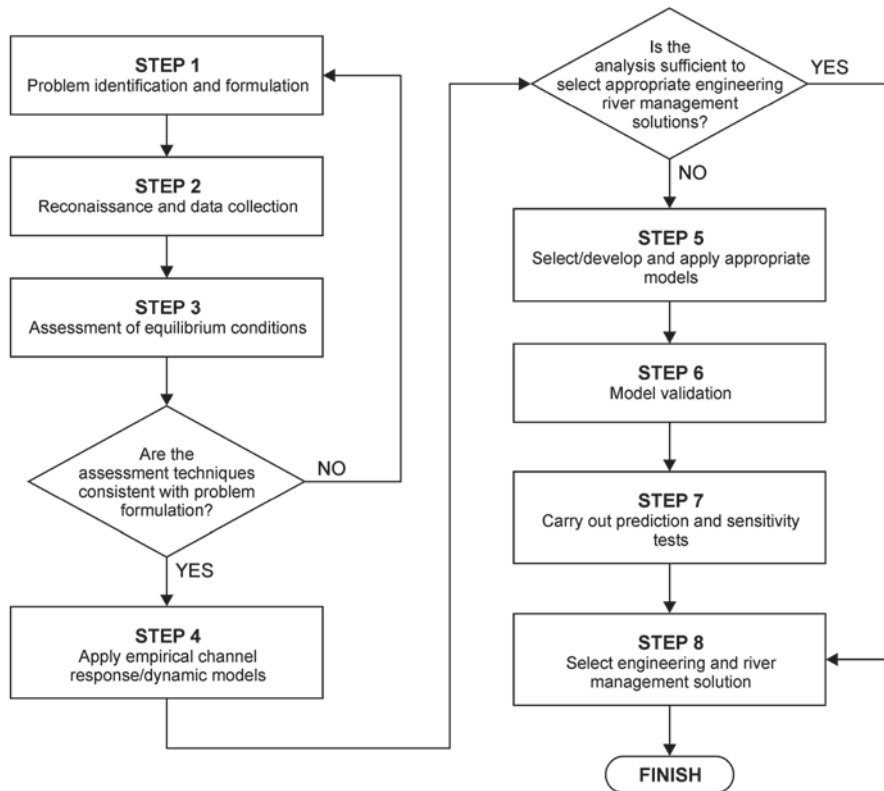 STEP 1
Problem identification and formulation
STEP 2
Reconaissance and data collection
STEP 3
Assessment of equilibrium conditions
Are the
assessment techniques
consistent with problem
formulation?
NO
YES
STEP 4
Apply empirical channel
response/dynamic models
Is the
analysis sufficient to
select appropriate engineering
river management
solutions?
YES
NO
STEP 5
Select/develop and apply appropriate
models
STEP 6
Model validation
STEP 7
Carry out prediction and sensitivity
tests
STEP 8
Select engineering and river
management solution
FINISH